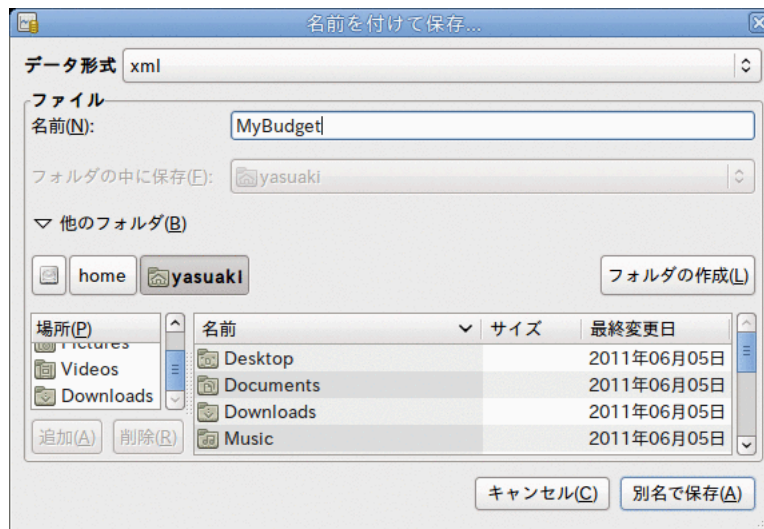 名前を付けて保存...
データ形式 xml
ファイル
名前(N): MyBudget
フォルダの中に保存(F): yasuaki
他のフォルダ(B)
home yasuaki フォルダの作成(L)
場所(P) 名前 サイズ 最終変更日
Pictures
Desktop 2011年06月05日
Videos
Documents 2011年06月05日
Downloads
Downloads 2011年06月05日
追加(A) 削除(R) Music 2011年06月05日
キャンセル(C) 別名で保存(A)